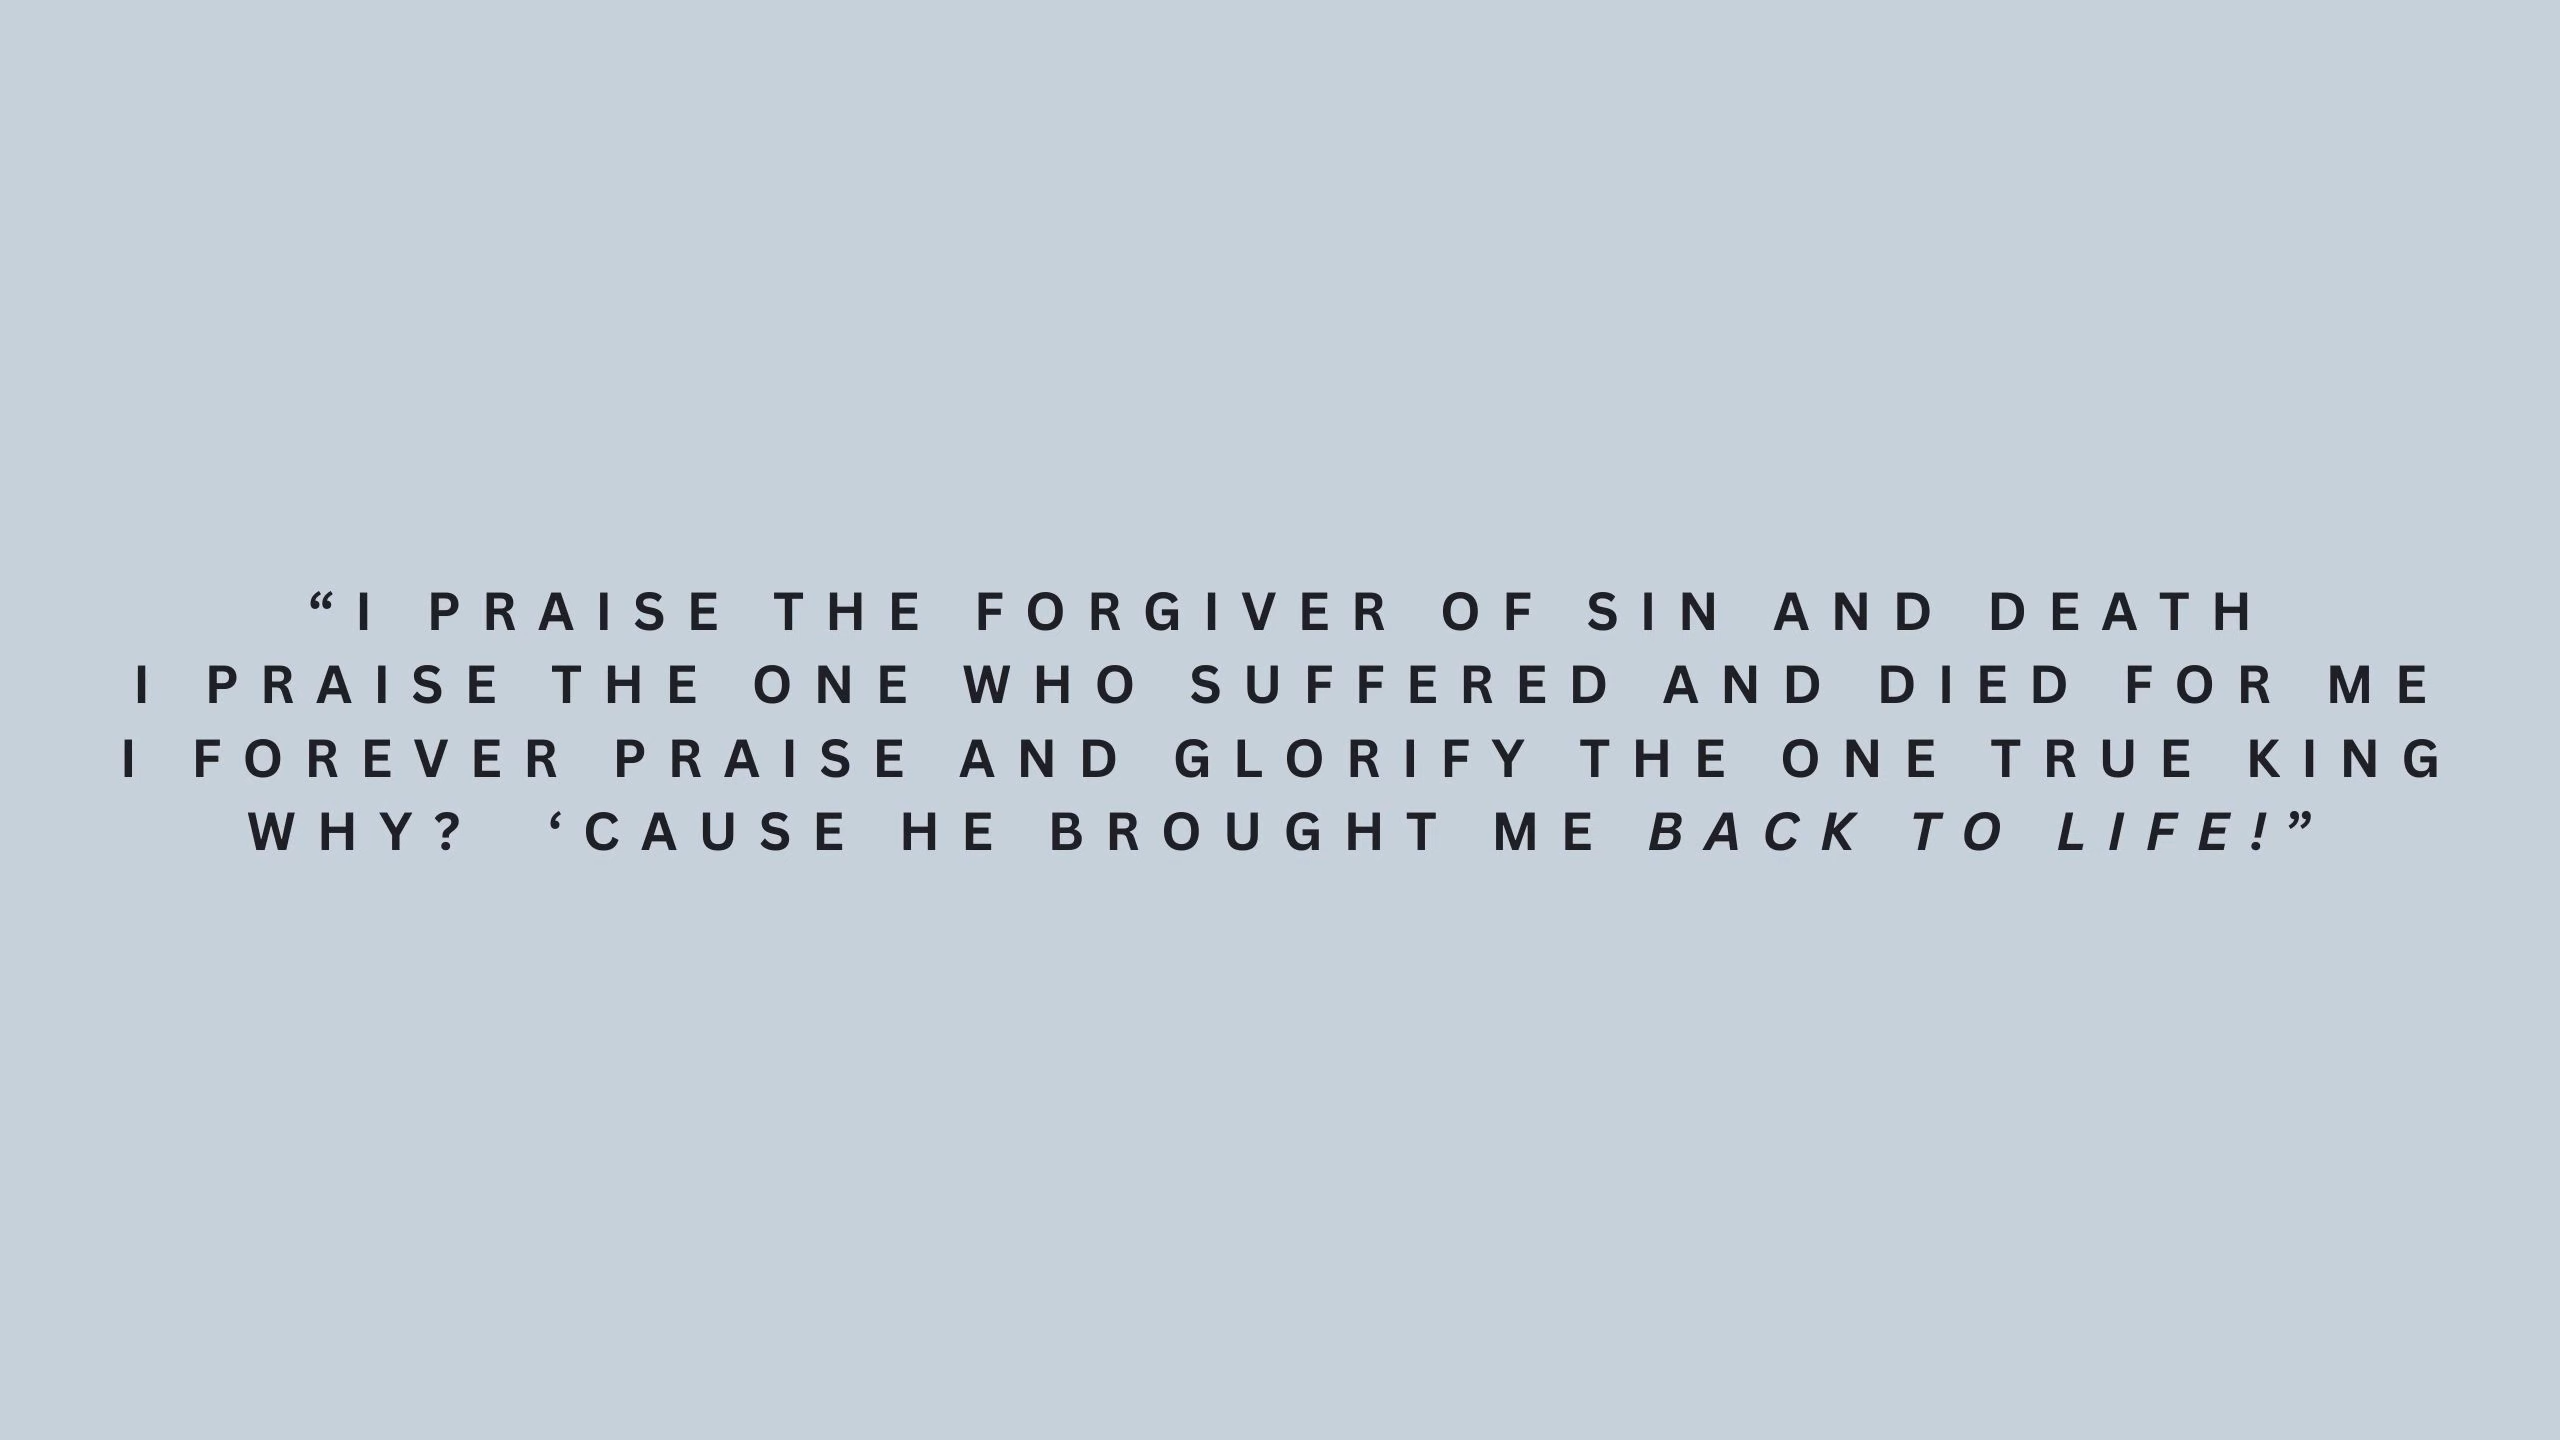 “I PRAISE THE FORGIVER OF SIN AND DEATH
I PRAISE THE ONE WHO SUFFERED AND DIED FOR ME
I FOREVER PRAISE AND GLORIFY THE ONE TRUE KING
WHY? ‘CAUSE HE BROUGHT ME BACK TO LIFE!”